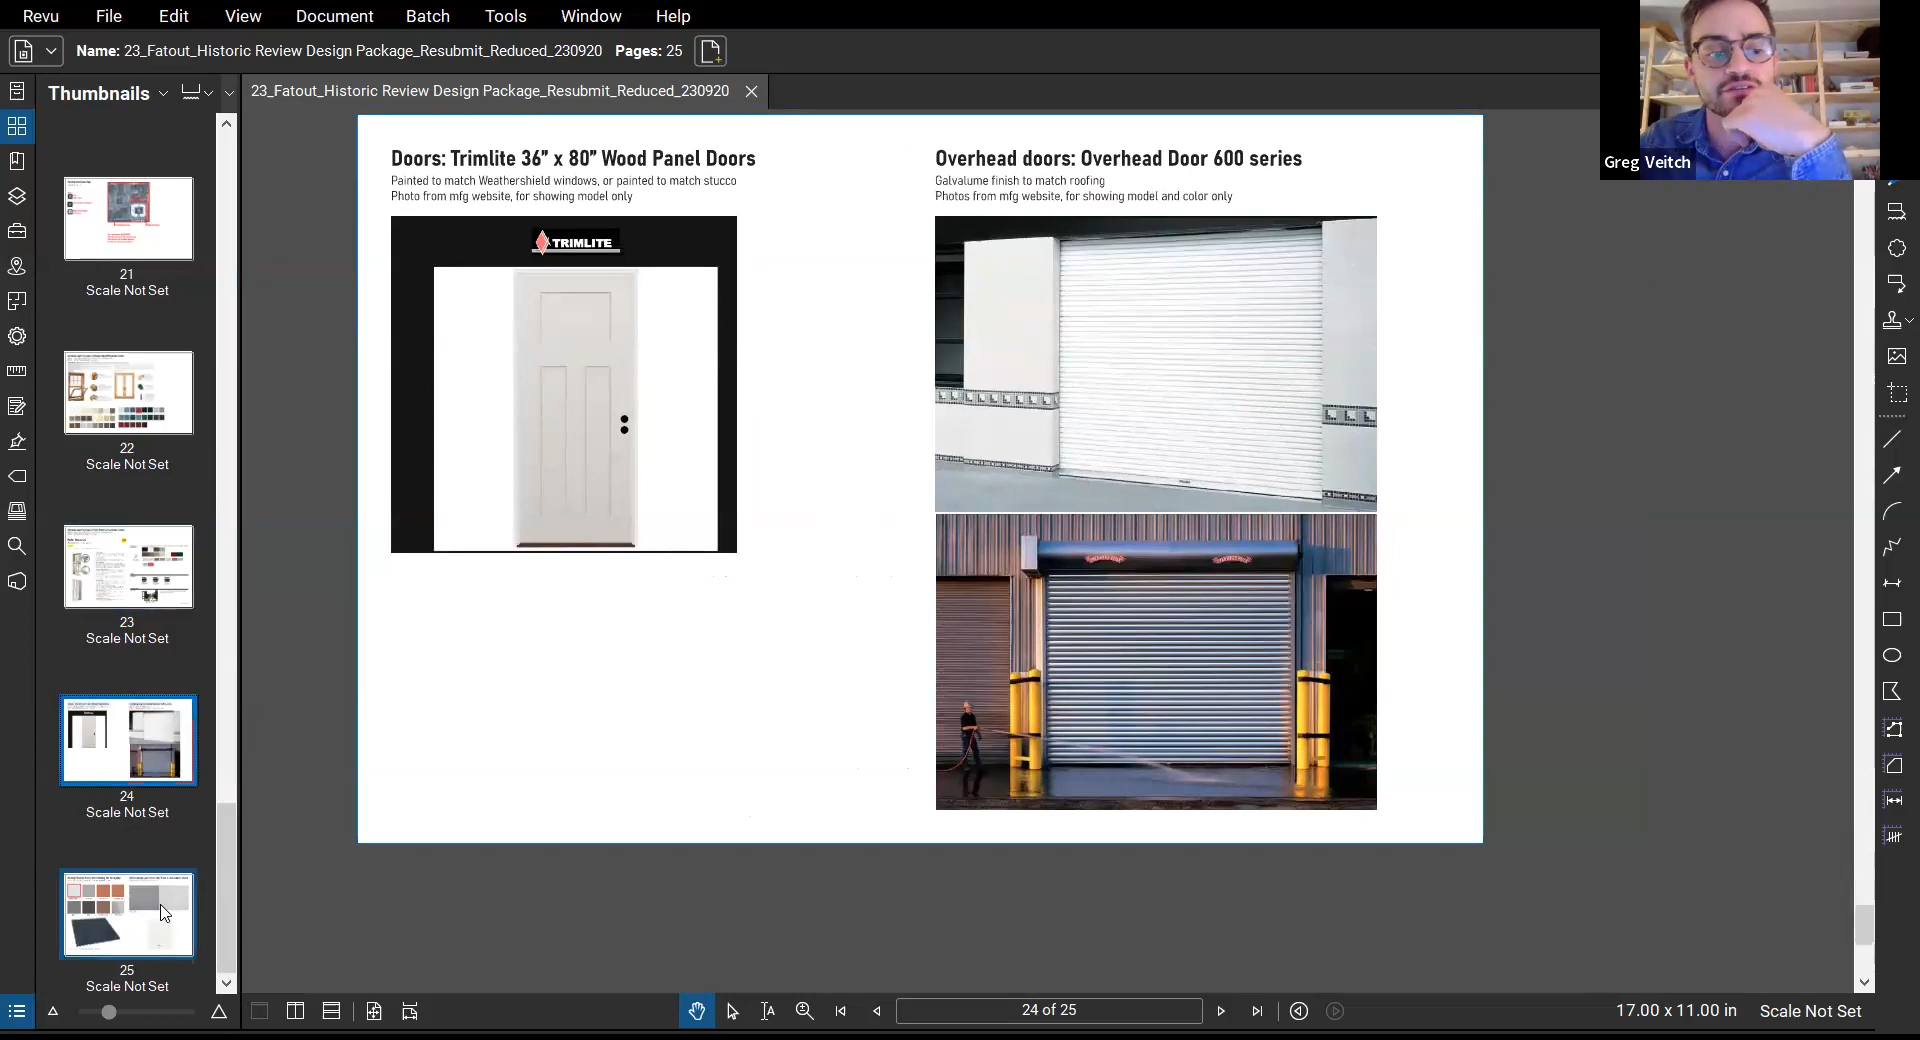 Revu File Edit View Document Batch Tools Window Help
Name: 23_Fatout_Historic Review Design Package_Resubmit_Reduced_230920 Pages: 25
Thumbnails
23_Fatout_Historic Review Design Package_Resubmit_Reduced_230920
Greg Veitch
21
Scale Not Set
22
Scale Not Set
23
Scale Not Set
24
Scale Not Set
25
Scale Not Set
Doors: Trimlite 36” x 80” Wood Panel Doors
Painted to match Weathershield windows, or painted to match stucco
Photo from mfg website, for showing model only
TRIMLITE
Overhead doors: Overhead Door 600 series
Galvalume finish to match roofing
Photos from mfg website, for showing model and color only
24 of 25
17.00 x 11.00 in Scale Not Set